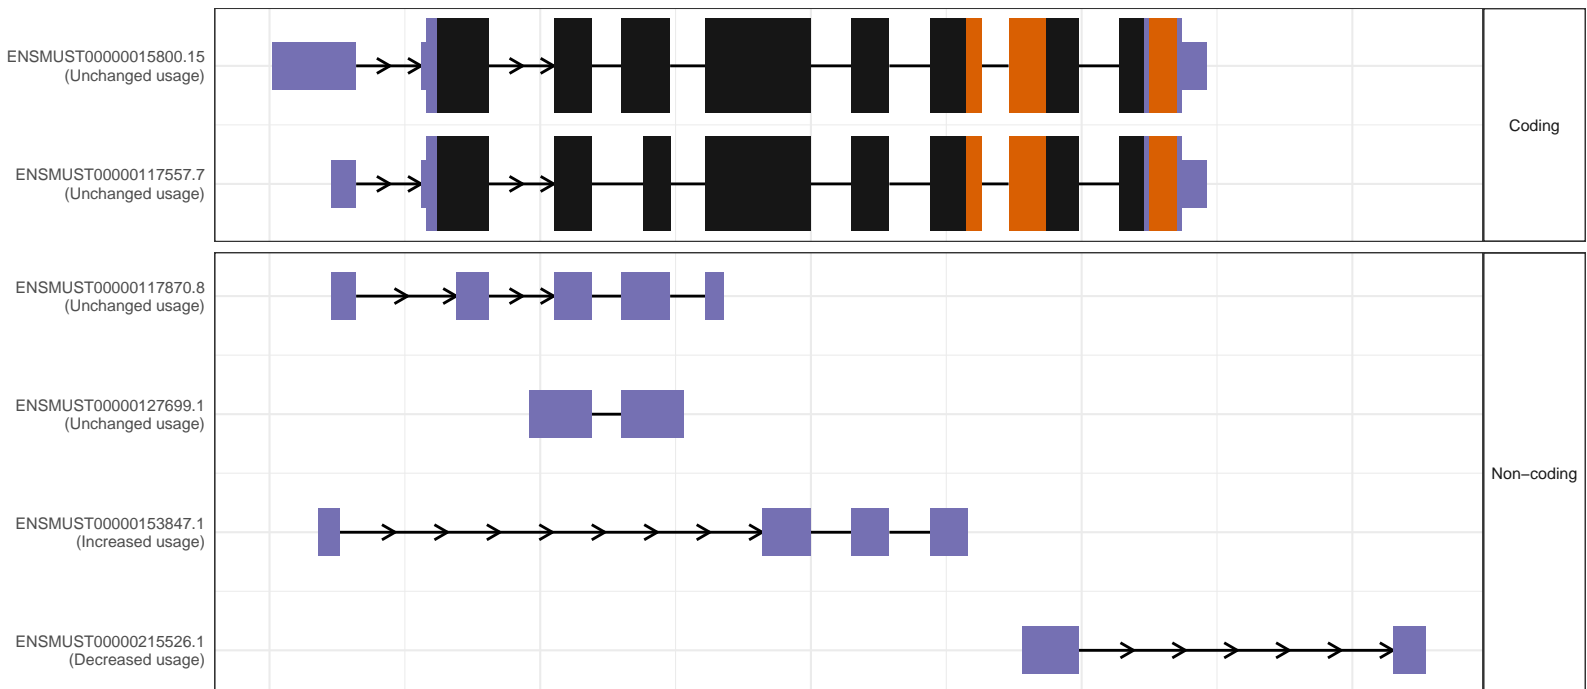 ENSMUST00000015800.15
(Unchanged usage)
ENSMUST00000117557.7
(Unchanged usage)
Coding
ENSMUST00000117870.8
(Unchanged usage)
ENSMUST00000127699.1
(Unchanged usage)
Non−coding
ENSMUST00000153847.1
(Increased usage)
ENSMUST00000215526.1
(Decreased usage)